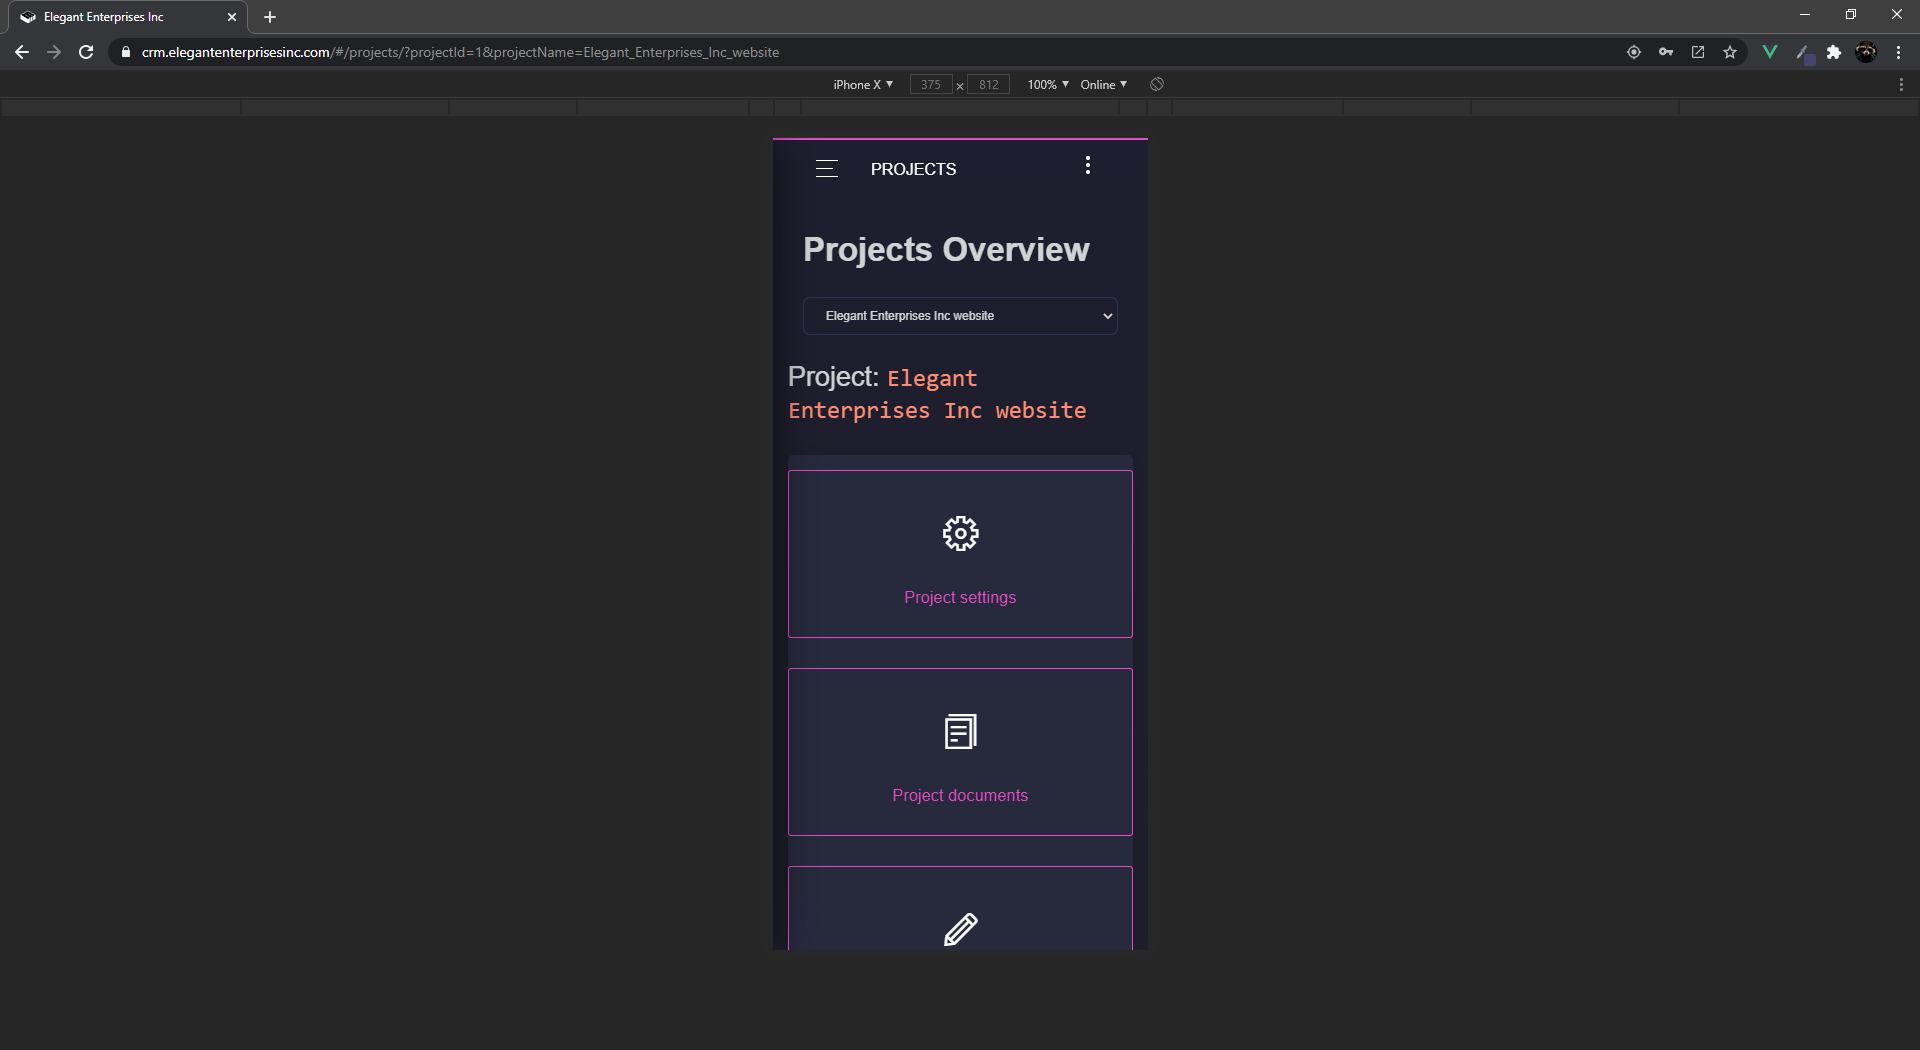 Elegant Enterprises Inc
crm.elegantenterprisesinc.com/#/projects/?projectId=1&projectName=Elegant_Enterprises_Inc_website
iPhone X 375 × 812 100% Online
PROJECTS
Projects Overview
Elegant Enterprises Inc website
Project: Elegant
Enterprises Inc website
Project settings
Project documents